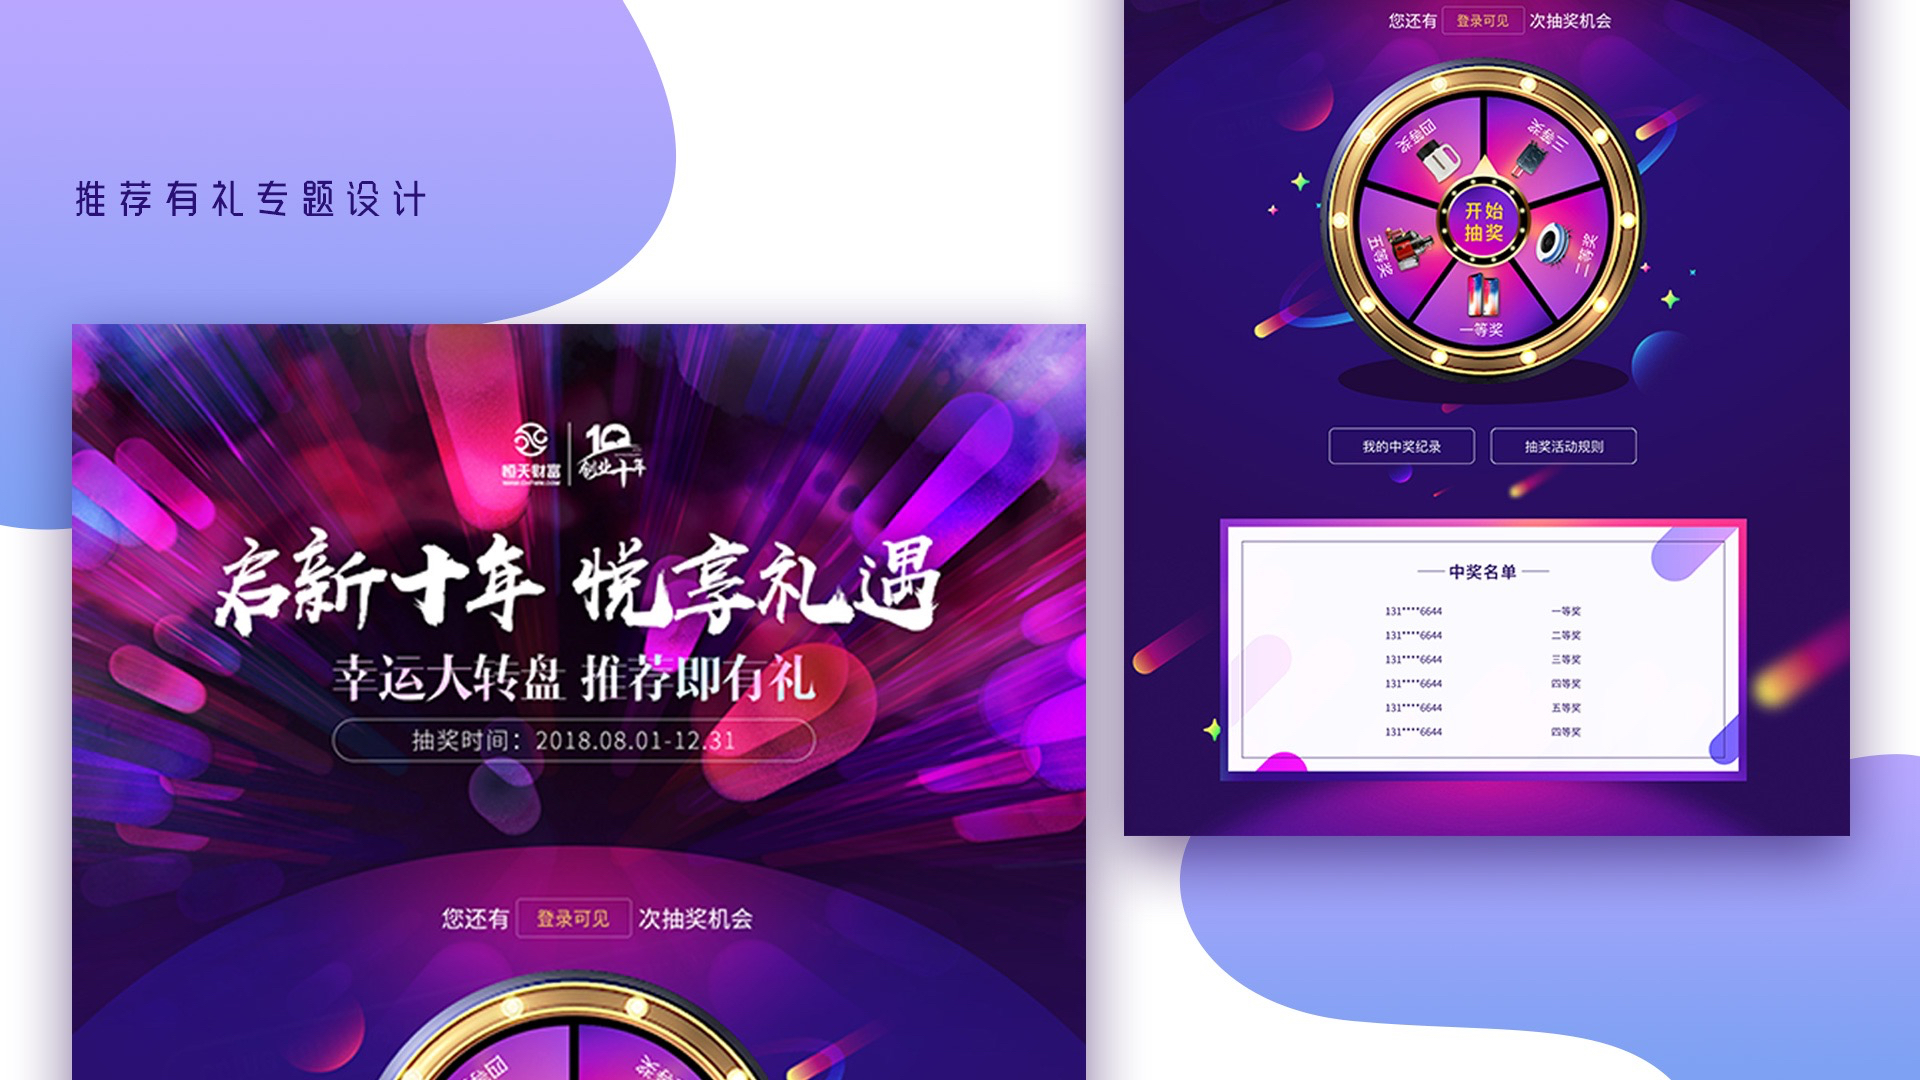 推荐有礼专题设计
恒天财富
10
创业十年
启新十年 悦享礼遇
幸运大转盘 推荐即有礼
抽奖时间：2018.08.01-12.31
您还有 登录可见 次抽奖机会
四等奖
三等奖
您还有 登录可见 次抽奖机会
四等奖
三等奖
五等奖
开始
抽奖
二等奖
一等奖
我的中奖纪录
抽奖活动规则
中奖名单
131****6644 一等奖
131****6644 二等奖
131****6644 三等奖
131****6644 四等奖
131****6644 五等奖
131****6644 四等奖